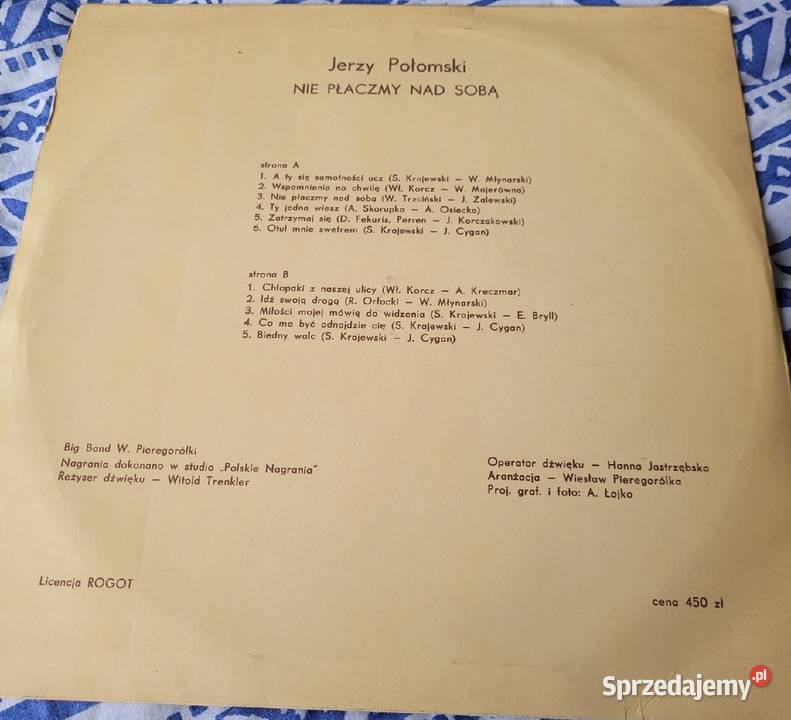 Jerzy Połomski
NIE PŁACZMY NAD SOBĄ
strona A
1. A ty się samotności ucz (S. Krajewski — W. Młynarski)
2. Wspomnienia na chwilę (Wł. Korcz — W. Majerówna)
3. Nie płaczmy nad sobą (W. Trzciński — J. Zalewski)
4. Ty jedna wiesz (A. Skorupka — A. Osiecka)
5. Zatrzymaj się (D. Fekaris, Perren — J. Korczakowski)
6. Otul mnie swetrem (S. Krajewski — J. Cygan)
strona B
1. Chłopaki z naszej ulicy (Wł. Korcz — A. Kreczmar)
2. Idź swoją drogą (R. Orłocki — W. Młynarski)
3. Miłości mojej mówię do widzenia (S. Krajewski — E. Bryll)
4. Co ma być odnajdzie cię (S. Krajewski — J. Cygan)
5. Biedny walc (S. Krajewski — J. Cygan)
Big Band W. Pieregorólki
Nagrania dokonano w studio „Polskie Nagrania"
Reżyser dźwięku — Witold Trenkler
Operator dźwięku — Hanna Jastrzębska
Aranżacja — Wiesław Pieregorólka
Proj. graf. i foto: A. Łojko
Licencja ROGOT
cena 450 zł
Sprzedajemy.pl